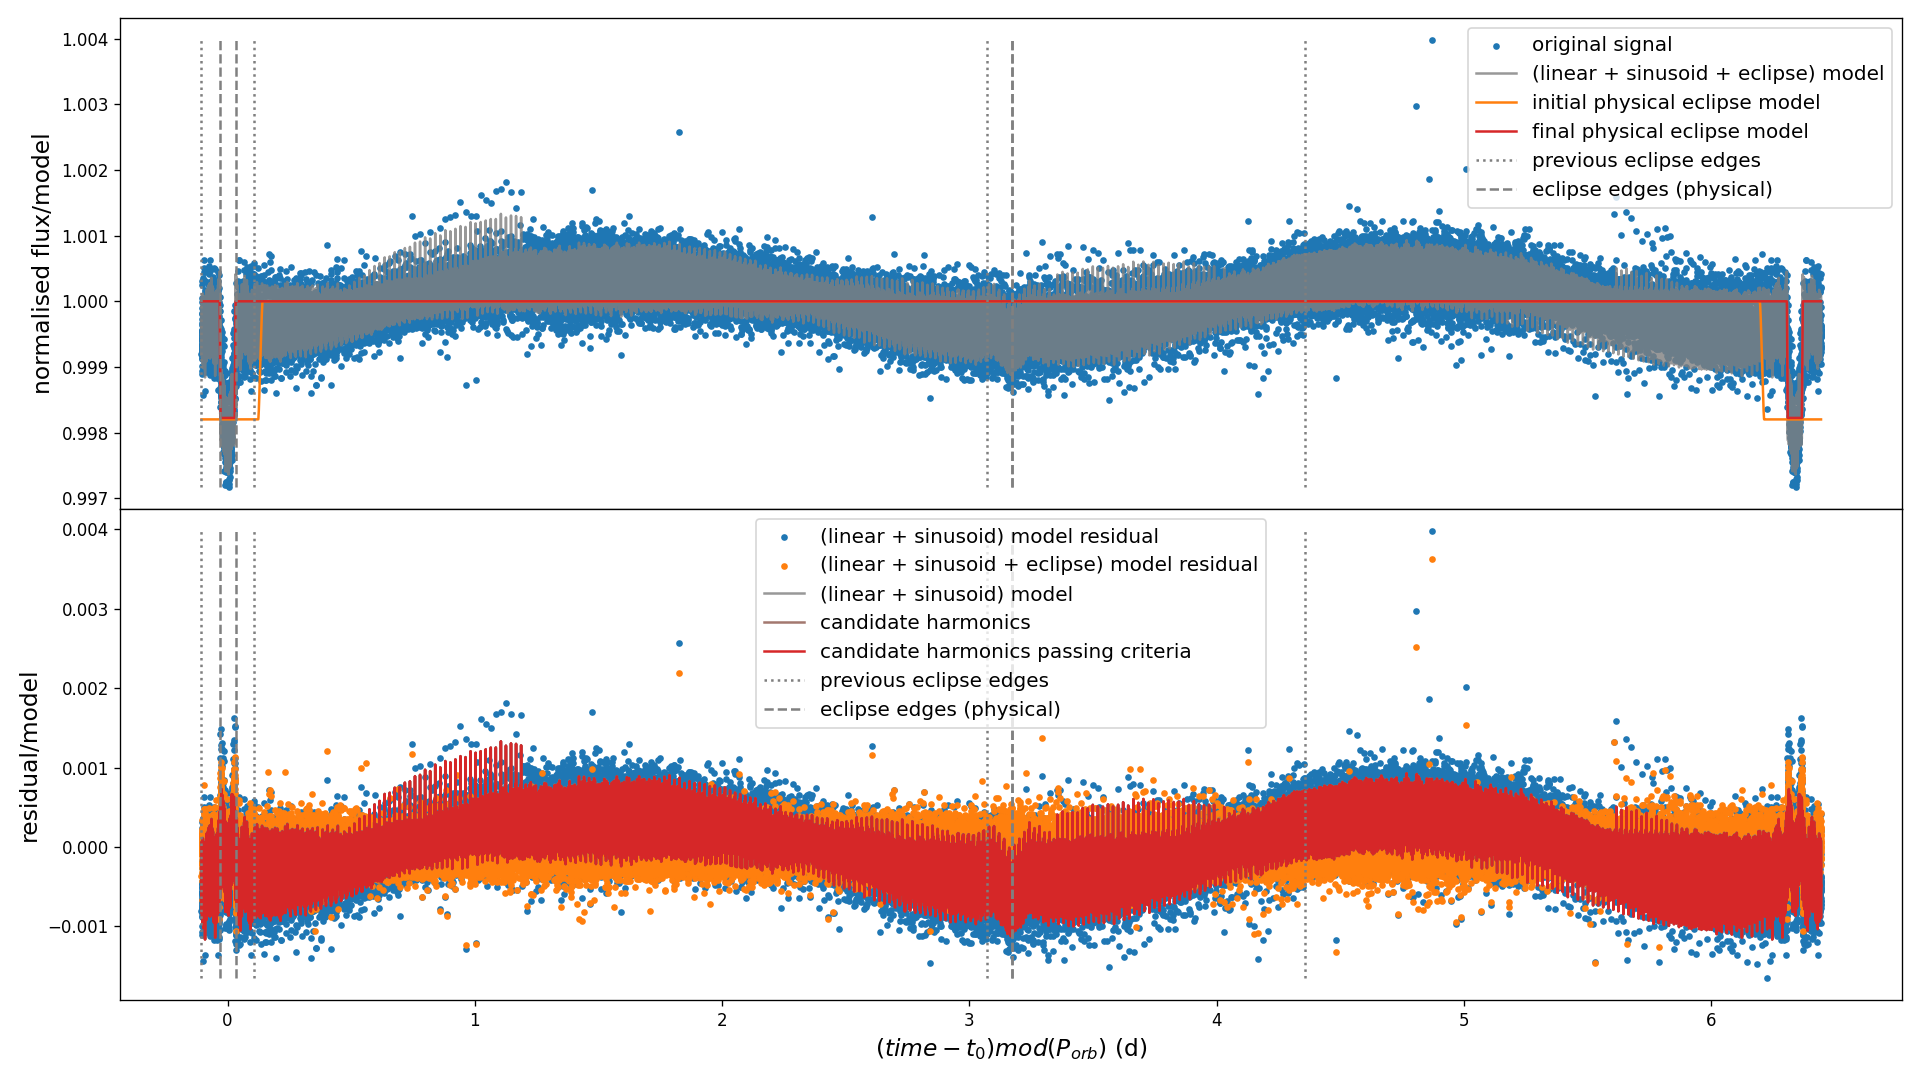 normalised flux/model
1.004
1.003
1.002
1.001
1.000
0.999
0.998
0.997
original signal
(linear + sinusoid + eclipse) model
initial physical eclipse model
final physical eclipse model
previous eclipse edges
eclipse edges (physical)
residual/model
0.004
0.003
0.002
0.001
0.000
−0.001
(linear + sinusoid) model residual
(linear + sinusoid + eclipse) model residual
(linear + sinusoid) model
candidate harmonics
candidate harmonics passing criteria
previous eclipse edges
eclipse edges (physical)
0 1 2 3 4 5 6
(time − t₀)mod(Pₒᵣb) (d)